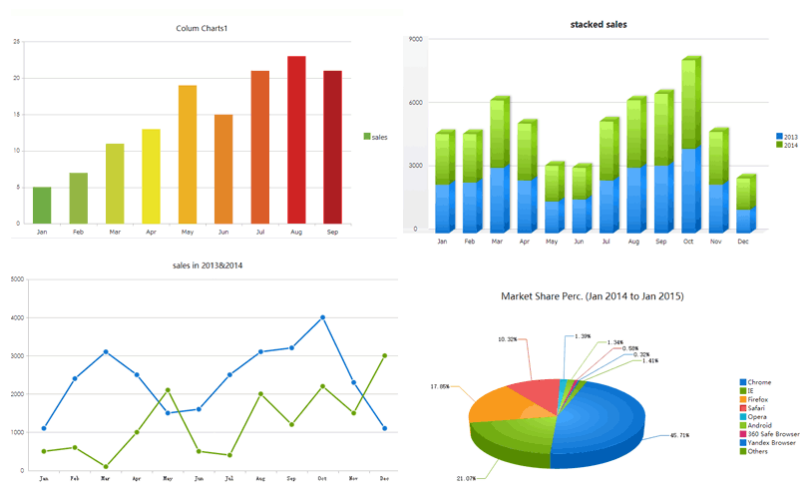 Colum Charts1
25
20
15
10
5
0
Jan Feb Mar Apr May Jun Jul Aug Sep
sales
stacked sales
9000
6000
3000
0
Jan Feb Mar Apr May Jun Jul Aug Sep Oct Nov Dec
2013
2014
sales in 2013&2014
5000
4000
3000
2000
1000
0
Jan Feb Mar Apr May Jun Jul Aug Sep Oct Nov Dec
Market Share Perc. (Jan 2014 to Jan 2015)
1.39%
1.34%
0.58%
0.32%
1.41%
10.32%
17.85%
45.71%
21.07%
Chrome
IE
Firefox
Safari
Opera
Android
360 Safe Browser
Yandex Browser
Others